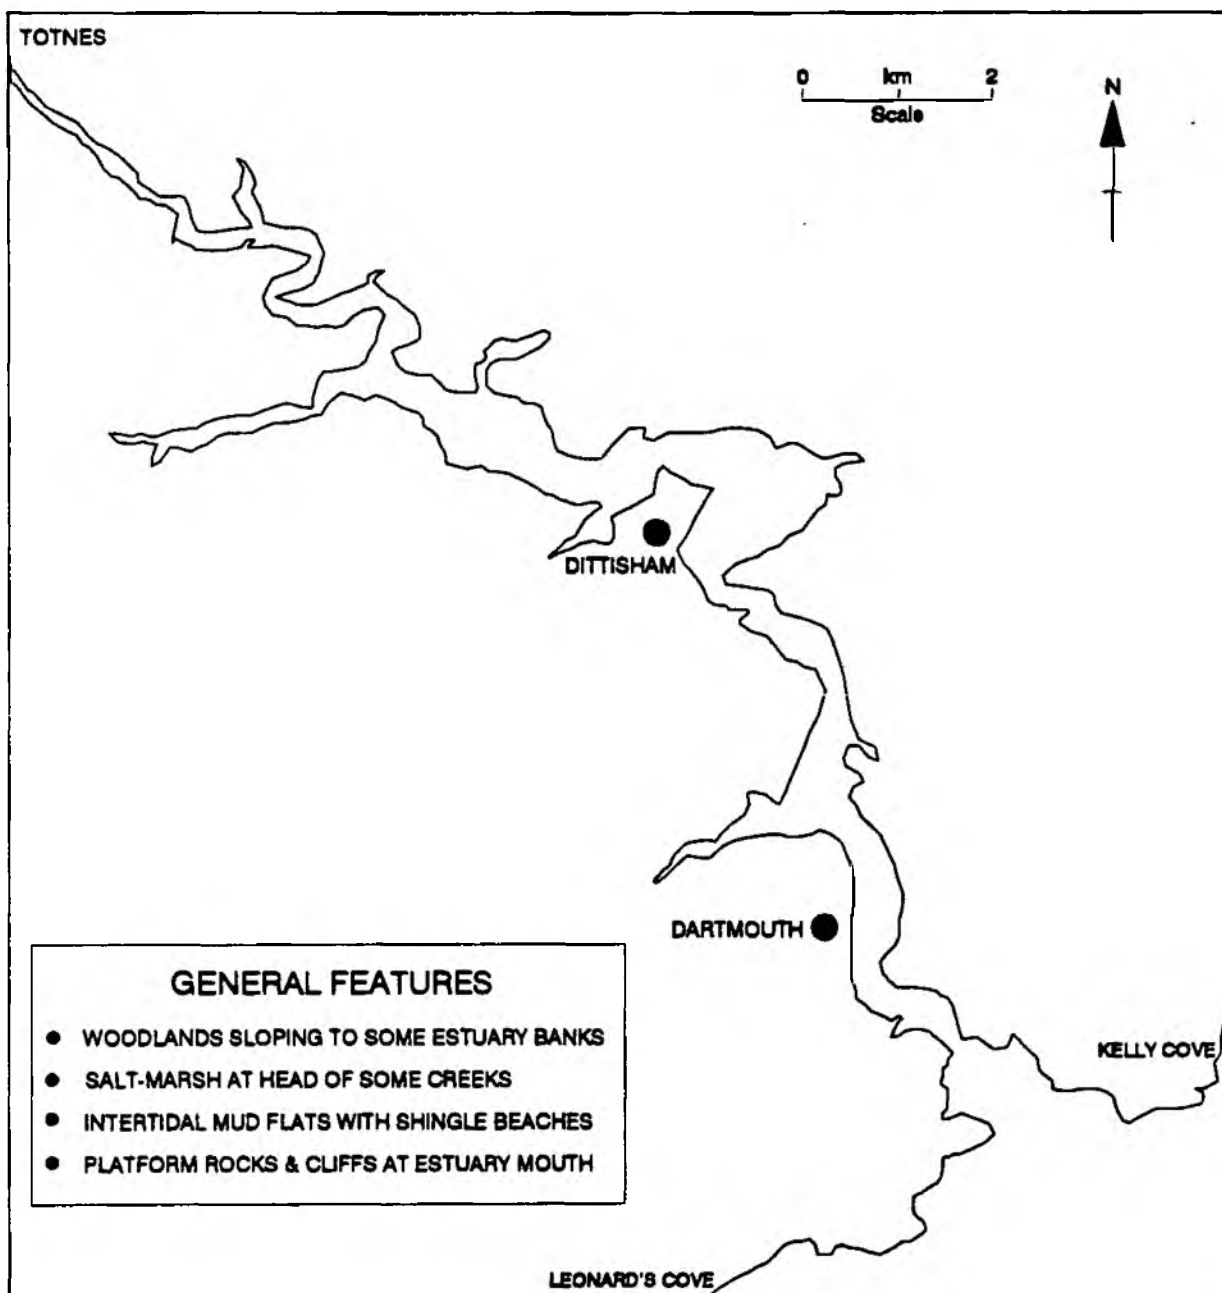 TOTNES
0 km 2
Scale
N
DITTISHAM
DARTMOUTH
GENERAL FEATURES
● WOODLANDS SLOPING TO SOME ESTUARY BANKS
● SALT-MARSH AT HEAD OF SOME CREEKS
● INTERTIDAL MUD FLATS WITH SHINGLE BEACHES
● PLATFORM ROCKS & CLIFFS AT ESTUARY MOUTH
KELLY COVE
LEONARD'S COVE